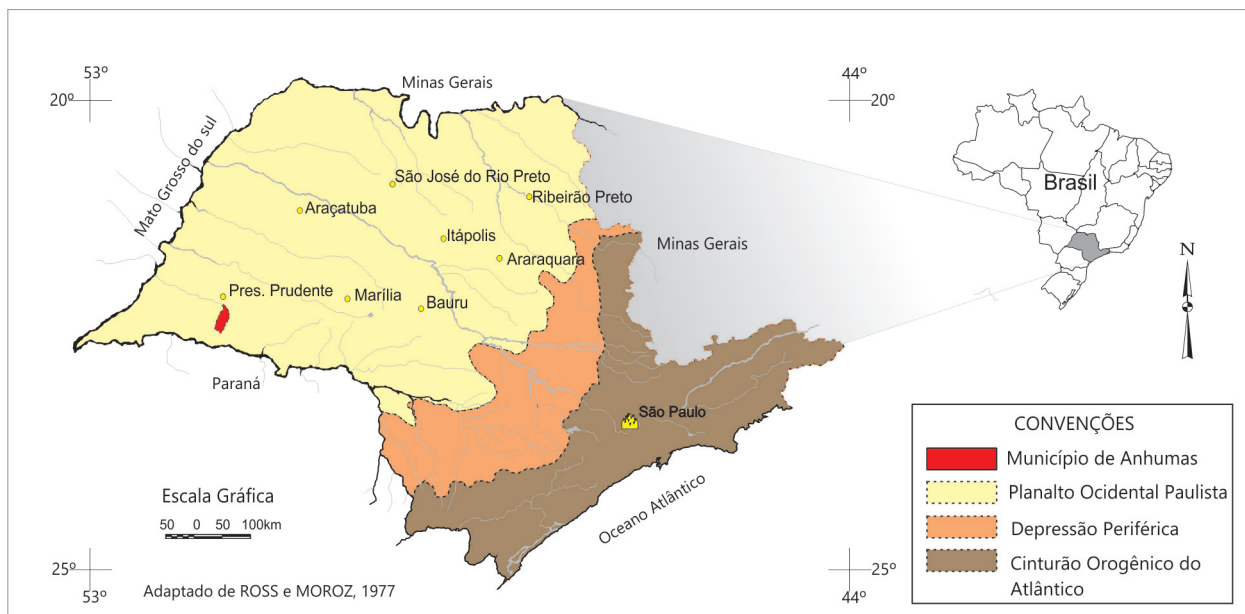 53º
44º
20º
20º
Minas Gerais
Mato Grosso do sul
São José do Rio Preto
Ribeirão Preto
Araçatuba
Itápolis
Araraquara
Minas Gerais
Pres. Prudente
Marília
Bauru
Paraná
São Paulo
Oceano Atlântico
Brasil
N
Escala Gráfica
50 0 50 100km
25º
25º
53º
44º
Adaptado de ROSS e MOROZ, 1977
CONVENÇÕES
Município de Anhumas
Planalto Ocidental Paulista
Depressão Periférica
Cinturão Orogênico do
Atlântico